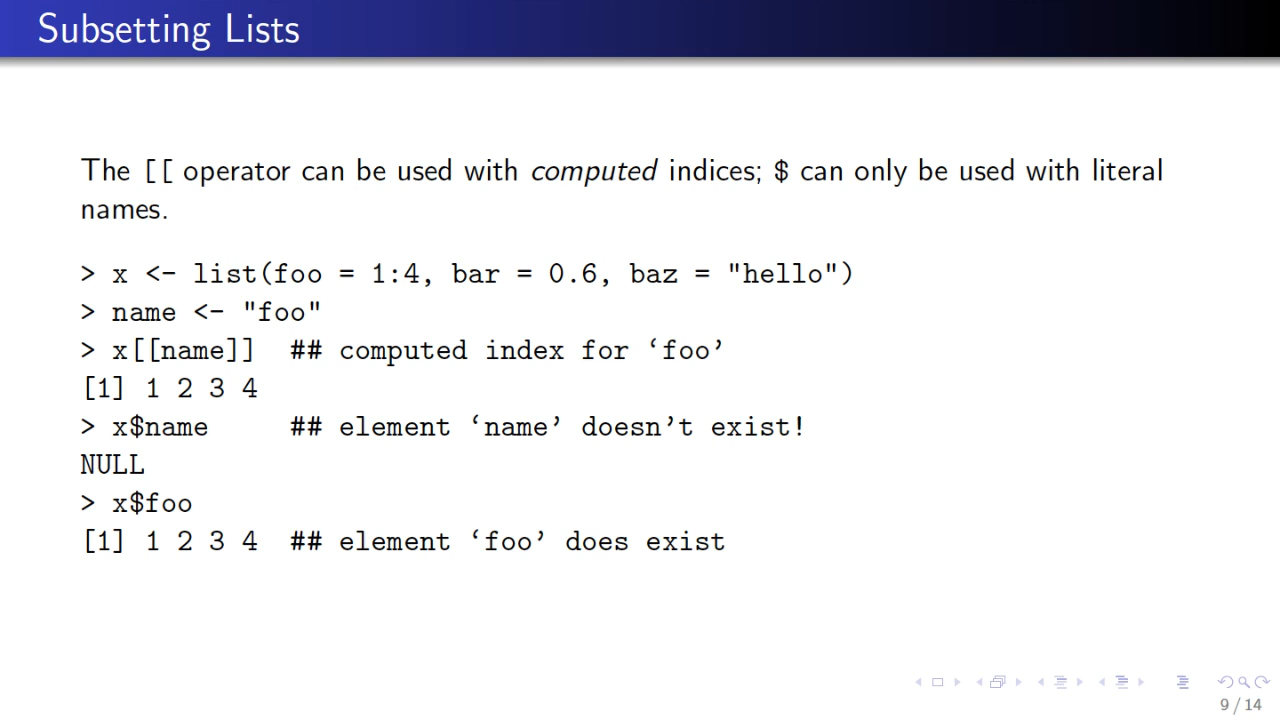 Subsetting Lists
The [[ operator can be used with computed indices; $ can only be used with literal
names.
> x <- list(foo = 1:4, bar = 0.6, baz = "hello")
> name <- "foo"
> x[[name]]  ## computed index for ‘foo’
[1] 1 2 3 4
> x$name     ## element ‘name’ doesn’t exist!
NULL
> x$foo
[1] 1 2 3 4  ## element ‘foo’ does exist
9 / 14